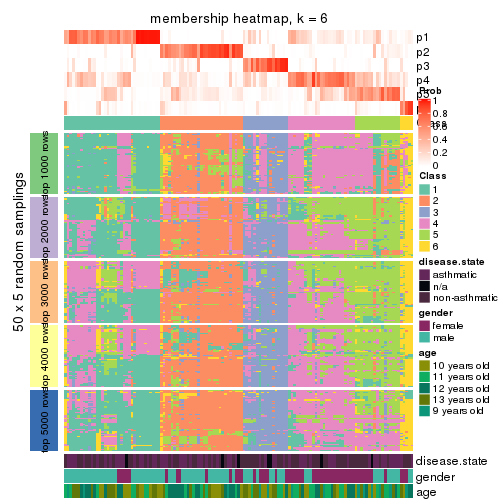 membership heatmap, k = 6
p1
p2
p3
p4
Prob
1
0.8
0.6
0.4
0.2
0
Class
1
2
3
4
5
6
disease.state
asthmatic
n/a
non-asthmatic
gender
female
male
age
10 years old
11 years old
12 years old
13 years old
9 years old
50 x 5 random samplings
top 1000 rows
top 2000 rows
top 3000 rows
top 4000 rows
top 5000 rows
disease.state
gender
age